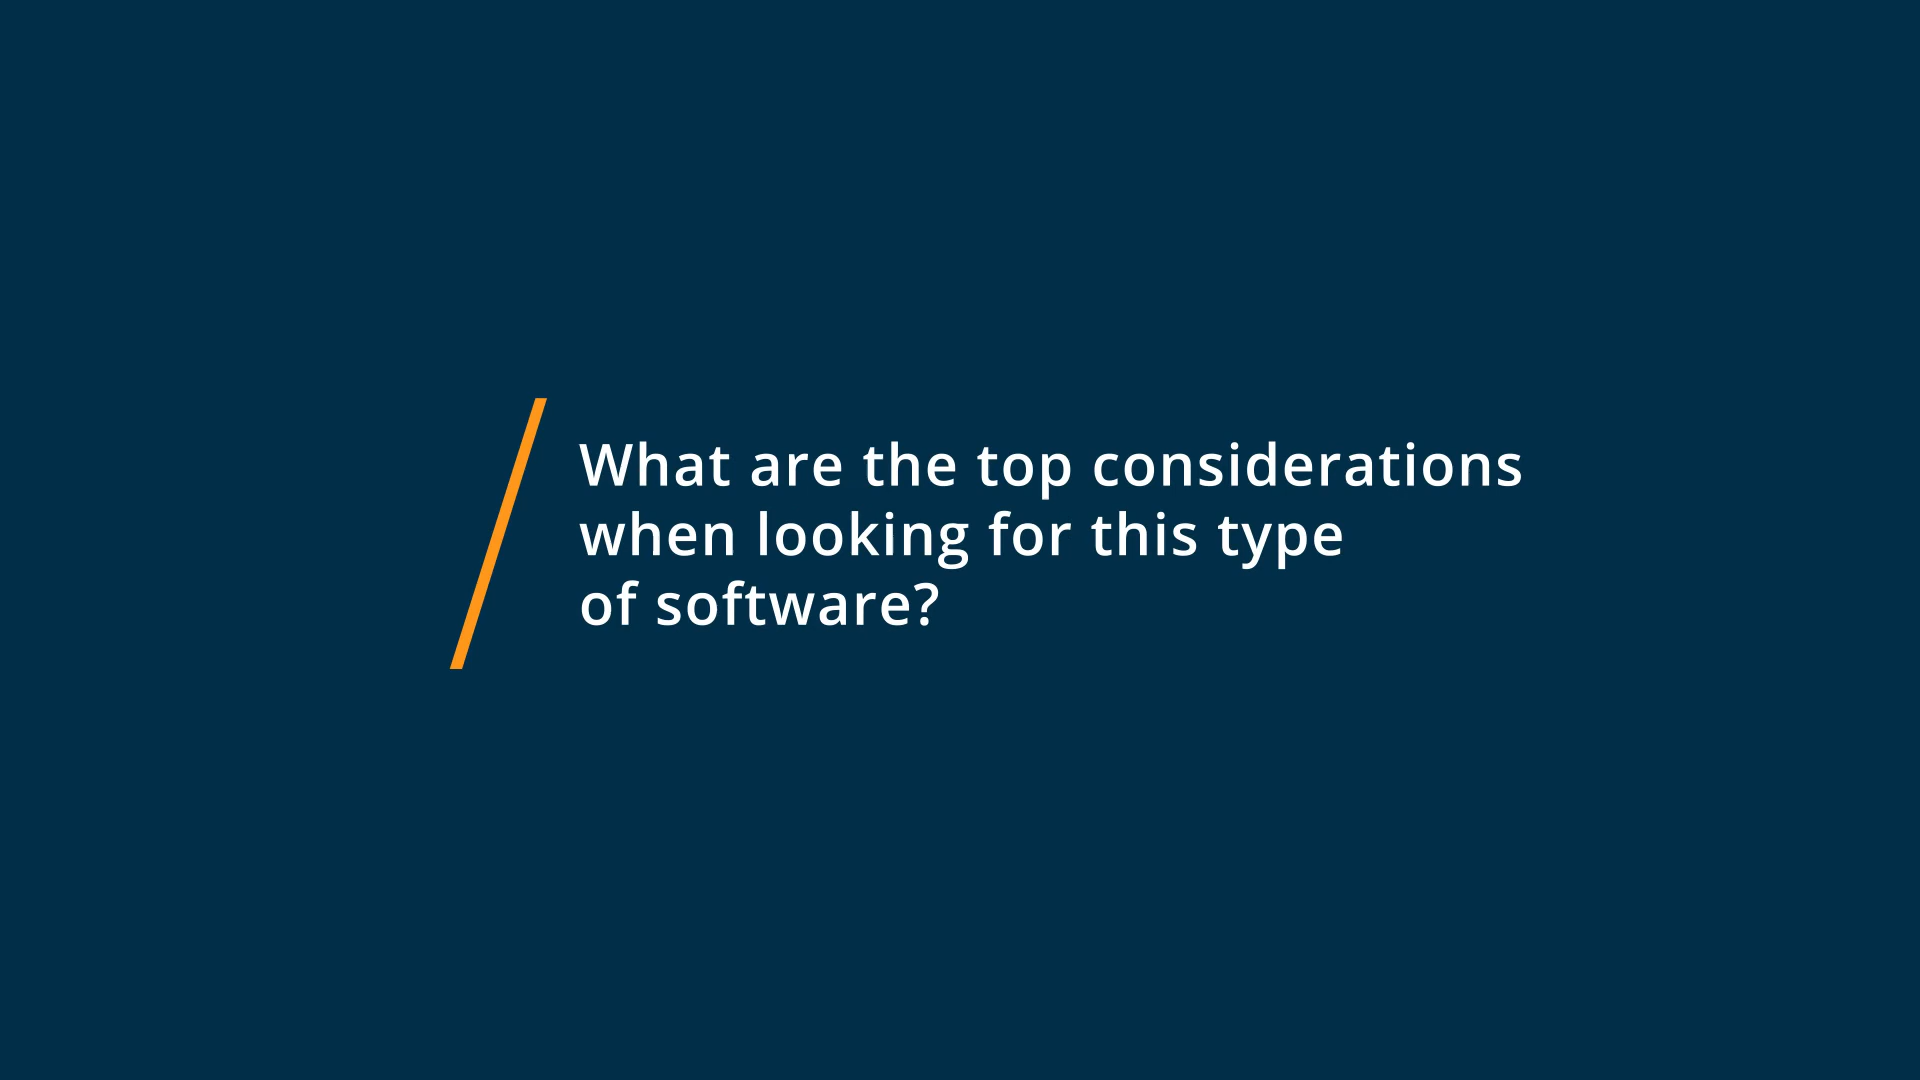 What are the top considerations
when looking for this type
of software?